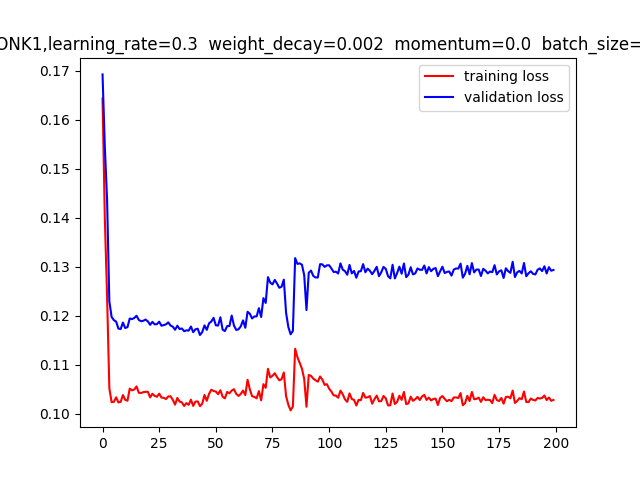 ONK1,learning_rate=0.3 weight_decay=0.002 momentum=0.0 batch_size=
training loss
validation loss
0.17
0.16
0.15
0.14
0.13
0.12
0.11
0.10
0 25 50 75 100 125 150 175 200